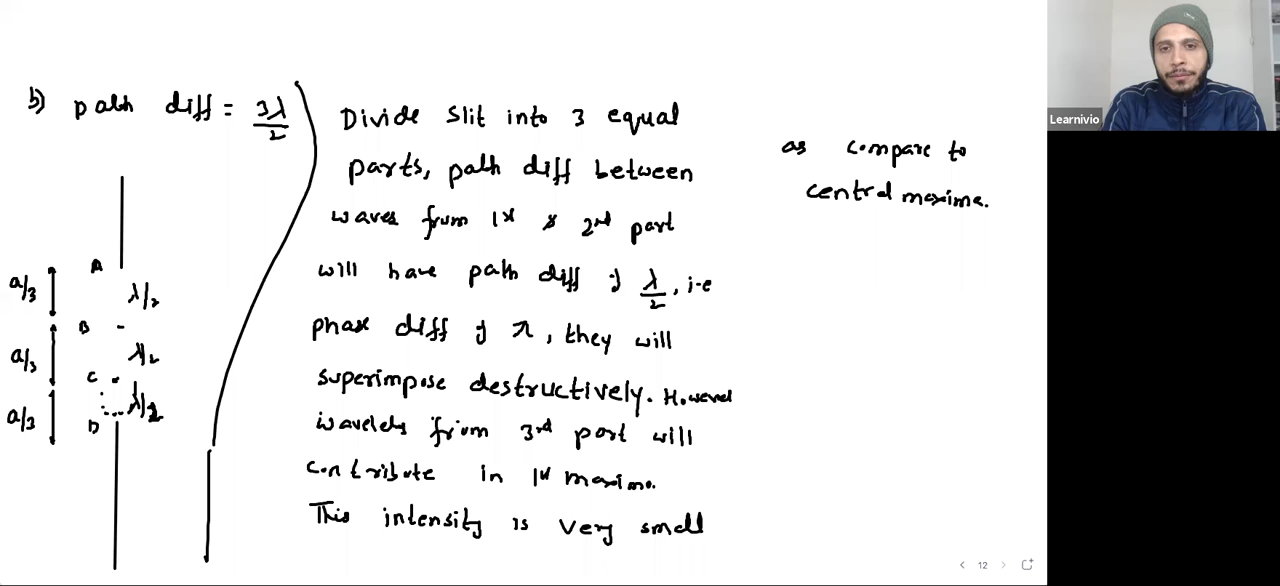 b) path diff = 3λ/2
Divide slit into 3 equal
parts, path diff between
waves from 1st & 2nd part
will have path diff of λ/2, i-e
phase diff of π, they will
superimpose destructively. However
wavelets from 3rd part will
contribute in 1st maxima.
This intensity is very small
as compare to
central maxima.
A
a/3 λ/2
B
a/3 λ/2
C
a/3 λ/2
D
Learnivio
12